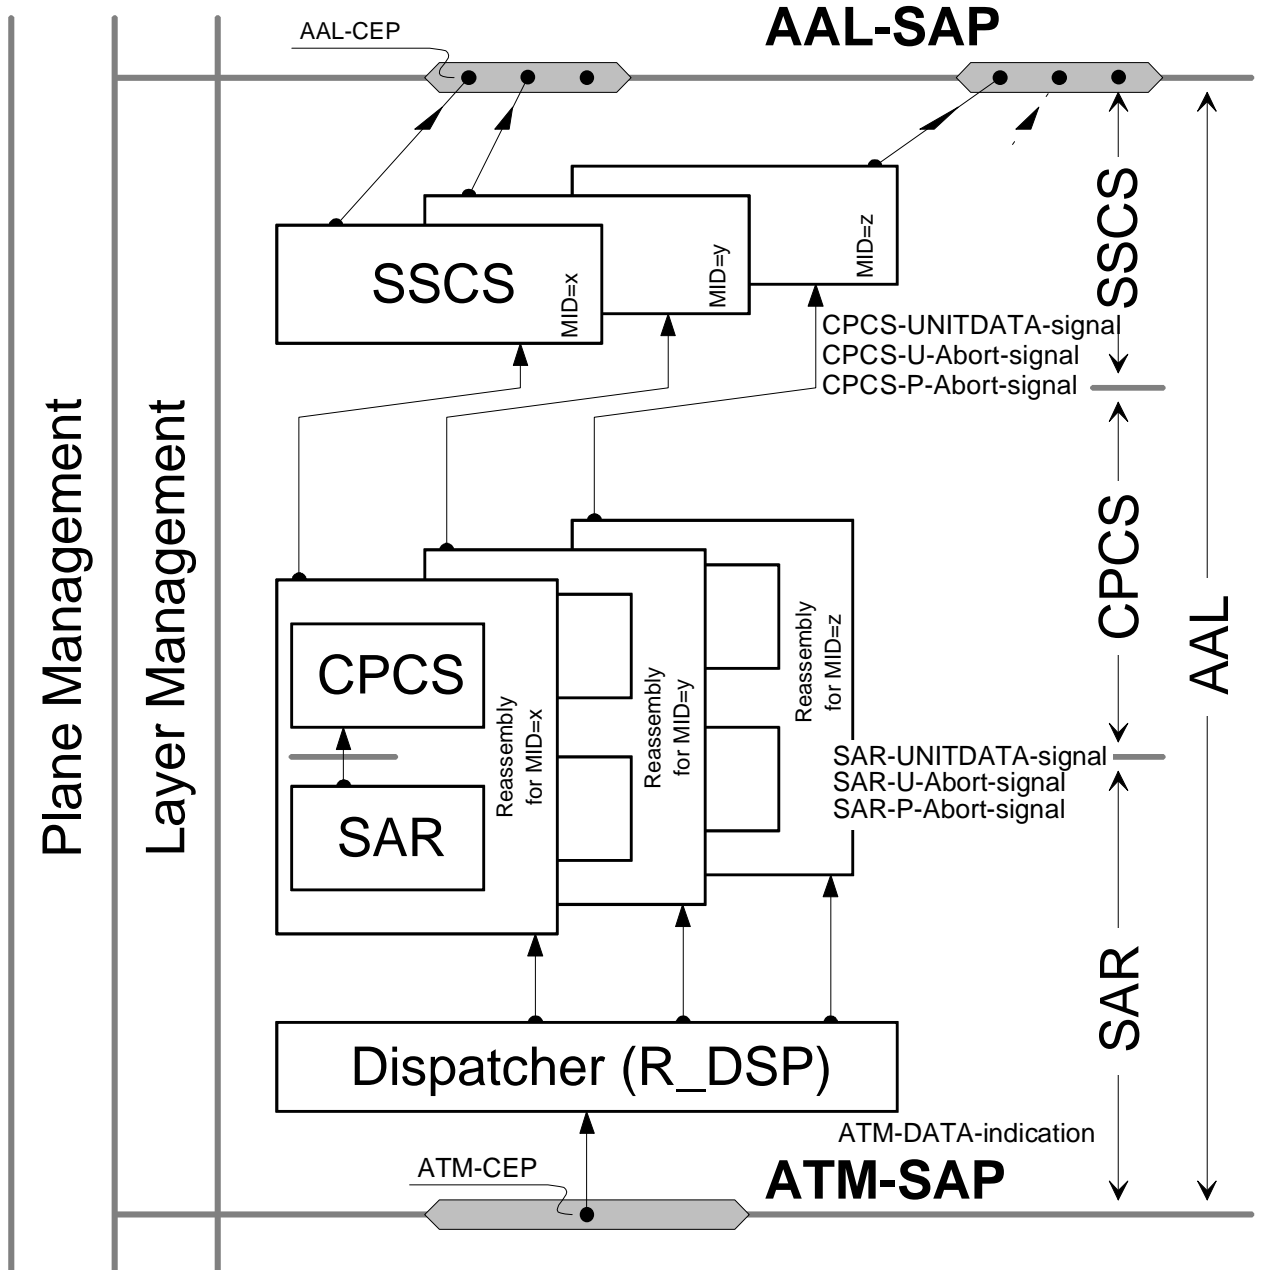 AAL-SAP
AAL-CEP
SSCS
MID=x
MID=y
MID=z
SSCS
CPCS-UNITDATA-signal
CPCS-U-Abort-signal
CPCS-P-Abort-signal
Plane Management
Layer Management
CPCS
SAR
Reassembly
for MID=x
Reassembly
for MID=y
Reassembly
for MID=z
CPCS
AAL
SAR-UNITDATA-signal
SAR-U-Abort-signal
SAR-P-Abort-signal
SAR
Dispatcher (R_DSP)
ATM-DATA-indication
ATM-CEP
ATM-SAP